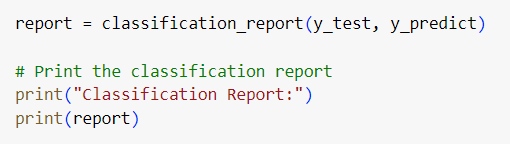 report = classification_report(y_test, y_predict)
# Print the classification report
print("Classification Report:")
print(report)